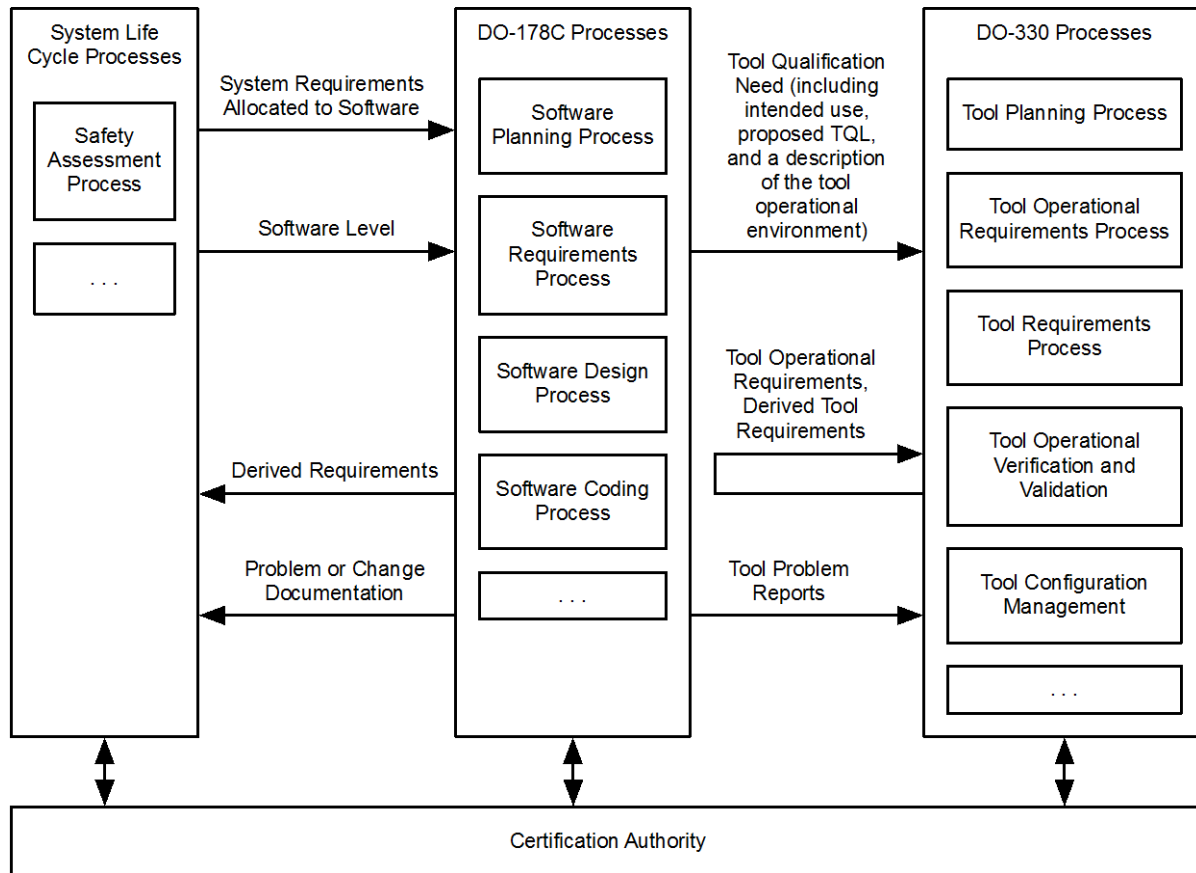 System Life
Cycle Processes
Safety
Assessment
Process
. . .
System Requirements
Allocated to Software
Software Level
Derived Requirements
Problem or Change
Documentation
DO-178C Processes
Software
Planning Process
Software
Requirements
Process
Software Design
Process
Software Coding
Process
. . .
Tool Qualification
Need (including
intended use,
proposed TQL,
and a description
of the tool
operational
environment)
Tool Operational
Requirements,
Derived Tool
Requirements
Tool Problem
Reports
DO-330 Processes
Tool Planning Process
Tool Operational
Requirements Process
Tool Requirements
Process
Tool Operational
Verification and
Validation
Tool Configuration
Management
. . .
Certification Authority